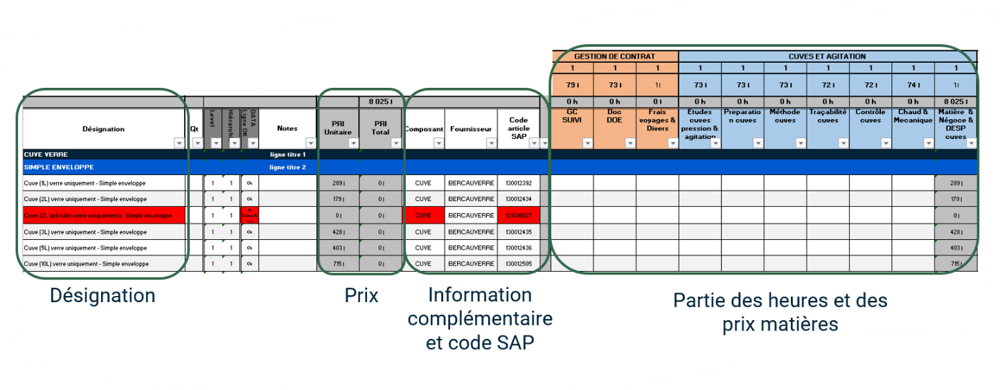 GESTION DE CONTRAT CUVES ET AGITATION
1 1 1 1 1 1 1 1 1 1
79 73 1 73 73 73 72 72 74 1
8 025 0 h 0 h 0 0 h 0 h 0 h 0 h 0 h 0 h 8 025
Désignation Qt Level Hiérarchi DATA Ligne OK Notes PRI Unitaire PRI Total Composant Fournisseur Code article SAP GC SUIVI Doc DOE Frais voyages & Divers Etudes cuves pression & agitation Preparatio n cuves Méthode cuves Traçabilité cuves Contrôle cuves Chaud & Mecanique Matière & Négoce & DESP cuves
CUVE VERRE ligne titre 1
SIMPLE ENVELOPPE ligne titre 2
Cuve (1L) verre uniquement - Simple enveloppe 1 1 Ok 289 0 CUVE BERCAUVERRE 130012392 289
Cuve (2L) verre uniquement - Simple enveloppe 1 1 Ok 179 0 CUVE BERCAUVERRE 130012434 179
Cuve (2L spéciale) verre uniquement) - Simple enveloppe 1 1 A 0 0 CUVE BERCAUVERRE 121006027 0
Cuve (3L) verre uniquement - Simple enveloppe 1 1 Ok 428 0 CUVE BERCAUVERRE 130012435 428
Cuve (5L) verre uniquement - Simple enveloppe 1 1 Ok 403 0 CUVE BERCAUVERRE 130012436 403
Cuve (10L) verre uniquement - Simple enveloppe 1 1 Ok 715 0 CUVE BERCAUVERRE 130012505 715
Désignation
Prix
Information
complémentaire
et code SAP
Partie des heures et des
prix matières